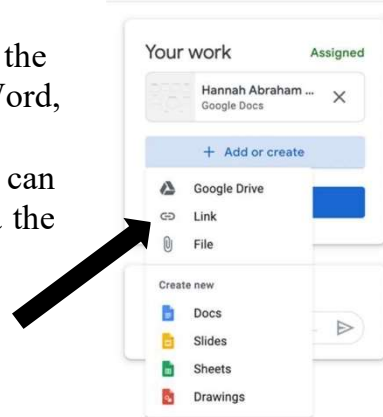 the
Word,
can
the
Your work Assigned
Hannah Abraham ...
Google Docs
+ Add or create
Google Drive
Link
File
Create new
Docs
Slides
Sheets
Drawings